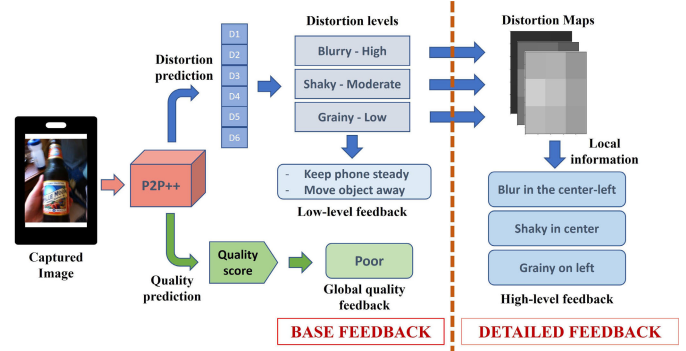 Distortion levels
Distortion Maps
Distortion
prediction
D1
D2
D3
D4
D5
D6
Blurry - High
Shaky - Moderate
Grainy - Low
P2P++
- Keep phone steady
- Move object away
Low-level feedback
Local
information
Blur in the center-left
Shaky in center
Grainy on left
High-level feedback
Captured
Image
Quality
prediction
Quality
score
Poor
Global quality
feedback
BASE FEEDBACK
DETAILED FEEDBACK